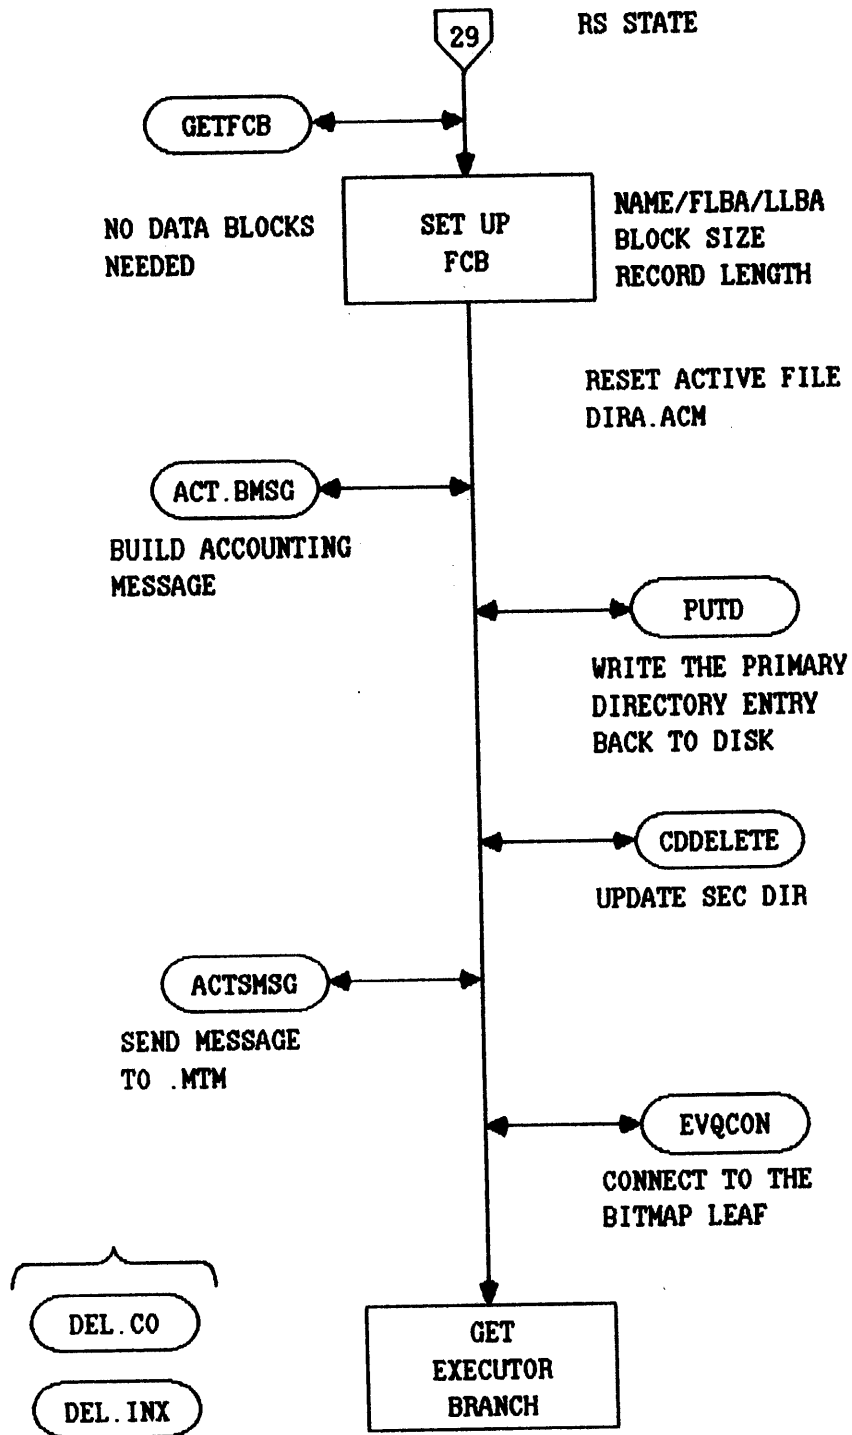 29
RS STATE
GETFCB
NO DATA BLOCKS
NEEDED
SET UP
FCB
NAME/FLBA/LLBA
BLOCK SIZE
RECORD LENGTH
RESET ACTIVE FILE
DIRA.ACM
ACT.BMSG
BUILD ACCOUNTING
MESSAGE
PUTD
WRITE THE PRIMARY
DIRECTORY ENTRY
BACK TO DISK
CDDELETE
UPDATE SEC DIR
ACTSMSG
SEND MESSAGE
TO .MTM
EVQCON
CONNECT TO THE
BITMAP LEAF
DEL.CO
DEL.INX
GET
EXECUTOR
BRANCH